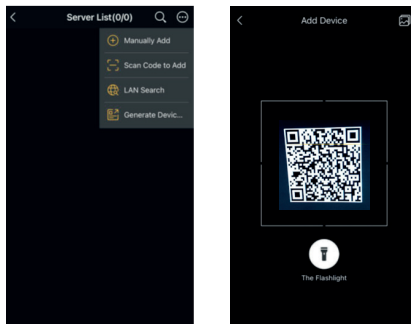 Server List(0/0)
Manually Add
Scan Code to Add
LAN Search
Generate Devic...
Add Device
The Flashlight